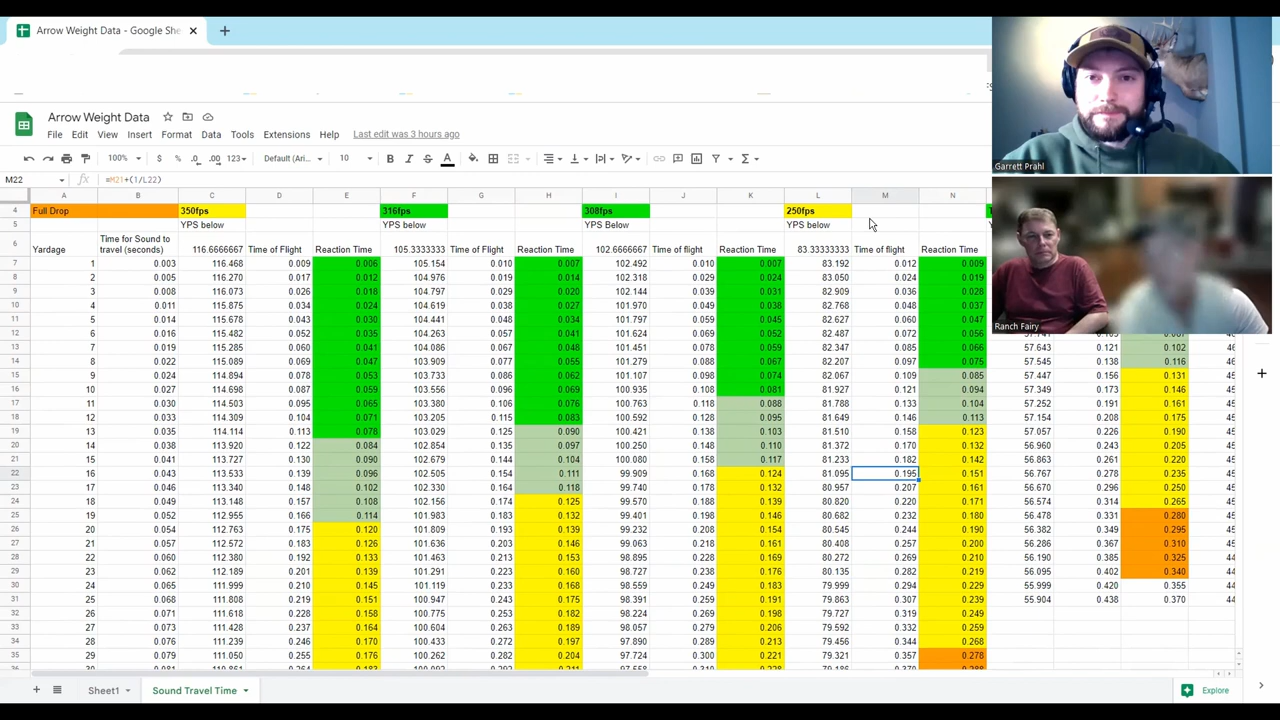 Arrow Weight Data - Google She
Arrow Weight Data
File Edit View Insert Format Data Tools Extensions Help Last edit was 3 hours ago
100% $ % .0 .00 123 Default (Ari... 10 B I S A
M22 fx =M21+(1/L22)
A B C D E F G H I J K L M N
4 Full Drop 350fps 316fps 308fps 250fps
5 YPS below YPS below YPS Below YPS below
6 Yardage Time for Sound to travel (seconds) 116.6666667 Time of Flight Reaction Time 105.3333333 Time of Flight Reaction Time 102.6666667 Time of flight Reaction Time 83.33333333 Time of flight Reaction Time
7 1 0.003 116.468 0.009 0.006 105.154 0.010 0.007 102.492 0.010 0.007 83.192 0.012 0.009
8 2 0.005 116.270 0.017 0.012 104.976 0.019 0.014 102.318 0.029 0.024 83.050 0.024 0.019
9 3 0.008 116.073 0.026 0.018 104.797 0.029 0.020 102.144 0.039 0.031 82.909 0.036 0.028
10 4 0.011 115.875 0.034 0.024 104.619 0.038 0.027 101.970 0.049 0.038 82.768 0.048 0.037
11 5 0.014 115.678 0.043 0.030 104.441 0.048 0.034 101.797 0.059 0.045 82.627 0.060 0.047
12 6 0.016 115.482 0.052 0.035 104.263 0.057 0.041 101.624 0.069 0.052 82.487 0.072 0.056
13 7 0.019 115.285 0.060 0.041 104.086 0.067 0.048 101.451 0.078 0.059 82.347 0.085 0.066 57.643 0.121 0.102
14 8 0.022 115.089 0.069 0.047 103.909 0.077 0.055 101.278 0.088 0.067 82.207 0.097 0.075 57.545 0.138 0.116
15 9 0.024 114.894 0.078 0.053 103.733 0.086 0.062 101.107 0.098 0.074 82.067 0.109 0.085 57.447 0.156 0.131
16 10 0.027 114.698 0.087 0.059 103.556 0.096 0.069 100.935 0.108 0.081 81.927 0.121 0.094 57.349 0.173 0.146
17 11 0.030 114.503 0.095 0.065 103.380 0.106 0.076 100.763 0.118 0.088 81.788 0.133 0.104 57.252 0.191 0.161
18 12 0.033 114.309 0.104 0.071 103.205 0.115 0.083 100.592 0.128 0.095 81.649 0.146 0.113 57.154 0.208 0.175
19 13 0.035 114.114 0.113 0.078 103.029 0.125 0.090 100.421 0.138 0.103 81.510 0.158 0.123 57.057 0.226 0.190
20 14 0.038 113.920 0.122 0.084 102.854 0.135 0.097 100.250 0.148 0.110 81.372 0.170 0.132 56.960 0.243 0.205
21 15 0.041 113.727 0.130 0.090 102.679 0.144 0.104 100.080 0.158 0.117 81.233 0.182 0.142 56.863 0.261 0.220
22 16 0.043 113.533 0.139 0.096 102.505 0.154 0.111 99.909 0.168 0.124 81.095 0.195 0.151 56.767 0.278 0.235
23 17 0.046 113.340 0.148 0.102 102.330 0.164 0.118 99.740 0.178 0.132 80.957 0.207 0.161 56.670 0.296 0.250
24 18 0.049 113.148 0.157 0.108 102.156 0.174 0.125 99.570 0.188 0.139 80.820 0.220 0.171 56.574 0.314 0.265
25 19 0.052 112.955 0.166 0.114 101.983 0.183 0.132 99.401 0.198 0.146 80.682 0.232 0.180 56.478 0.331 0.280
26 20 0.054 112.763 0.175 0.120 101.809 0.193 0.139 99.232 0.208 0.154 80.545 0.244 0.190 56.382 0.349 0.295
27 21 0.057 112.572 0.183 0.126 101.636 0.203 0.146 99.063 0.218 0.161 80.408 0.257 0.200 56.286 0.367 0.310
28 22 0.060 112.380 0.192 0.133 101.463 0.213 0.153 98.895 0.228 0.168 80.272 0.269 0.210 56.190 0.385 0.325
29 23 0.062 112.189 0.201 0.139 101.291 0.223 0.160 98.727 0.238 0.176 80.135 0.282 0.219 56.095 0.402 0.340
30 24 0.065 111.999 0.210 0.145 101.119 0.233 0.168 98.559 0.248 0.183 79.999 0.294 0.229 55.999 0.420 0.355
31 25 0.068 111.808 0.219 0.151 100.947 0.243 0.175 98.391 0.259 0.191 79.863 0.307 0.239 55.904 0.438 0.370
32 26 0.071 111.618 0.228 0.158 100.775 0.253 0.182 98.224 0.269 0.198 79.727 0.319 0.249
33 27 0.073 111.428 0.237 0.164 100.604 0.263 0.189 98.057 0.279 0.206 79.592 0.332 0.259
34 28 0.076 111.239 0.246 0.170 100.433 0.272 0.197 97.890 0.289 0.213 79.456 0.344 0.268
35 29 0.079 111.050 0.255 0.176 100.262 0.282 0.204 97.724 0.300 0.221 79.321 0.357 0.278
Sheet1 Sound Travel Time Explore
Garrett Prahl
Ranch Fairy